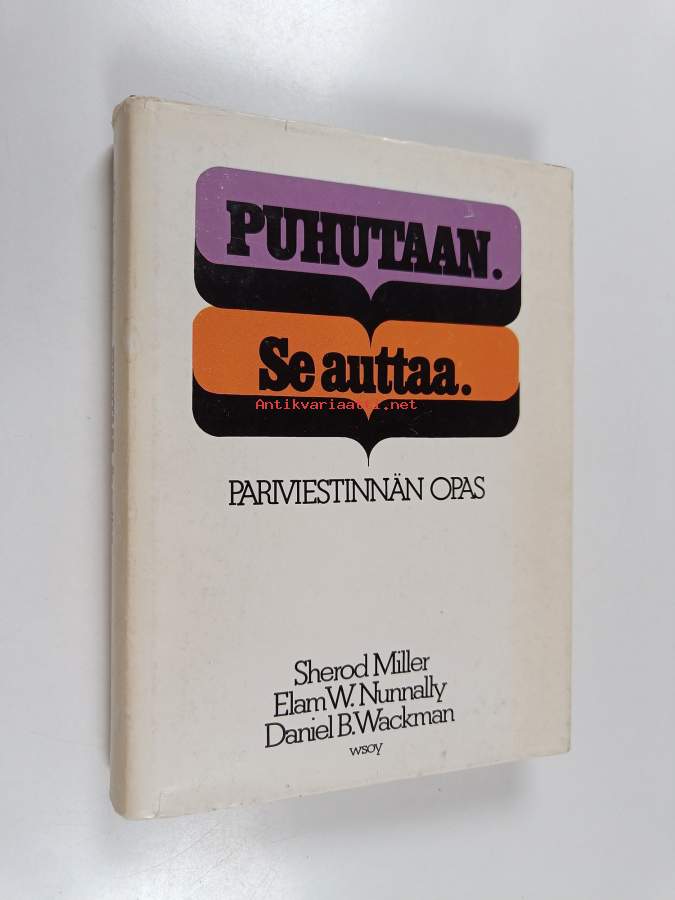 PUHUTAAN.
Se auttaa.
Antikvariaatti.net
PARIVIESTINNÄN OPAS
Sherod Miller
Elam W. Nunnally
Daniel B. Wackman
wsoy